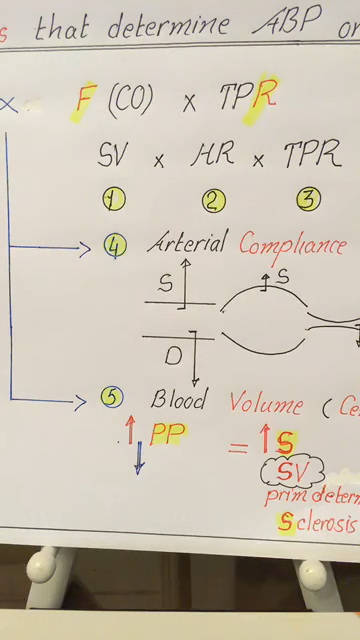 s that determine ABP or
x F (CO) x TPR
SV x HR x TPR
1 2 3
4 Arterial Compliance
S S
D
5 Blood Volume (Ce
↑ PP = ↑ S
↓ SV
prim determ
Sclerosis